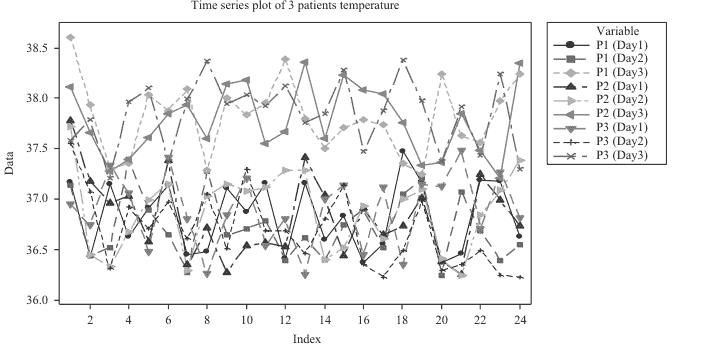 Time series plot of 3 patients temperature
Variable
P1 (Day1)
P1 (Day2)
P1 (Day3)
P2 (Day1)
P2 (Day2)
P2 (Day3)
P3 (Day1)
P3 (Day2)
P3 (Day3)
Data
38.5
38.0
37.5
37.0
36.5
36.0
2 4 6 8 10 12 14 16 18 20 22 24
Index